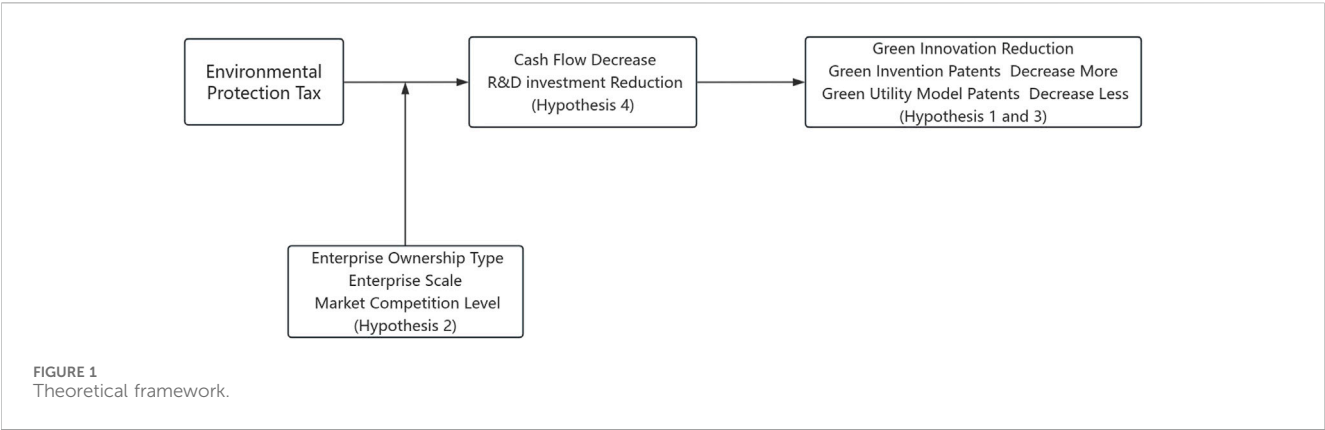 Environmental
Protection Tax
Cash Flow Decrease
R&D investment Reduction
(Hypothesis 4)
Green Innovation Reduction
Green Invention Patents Decrease More
Green Utility Model Patents Decrease Less
(Hypothesis 1 and 3)
Enterprise Ownership Type
Enterprise Scale
Market Competition Level
(Hypothesis 2)
FIGURE 1
Theoretical framework.